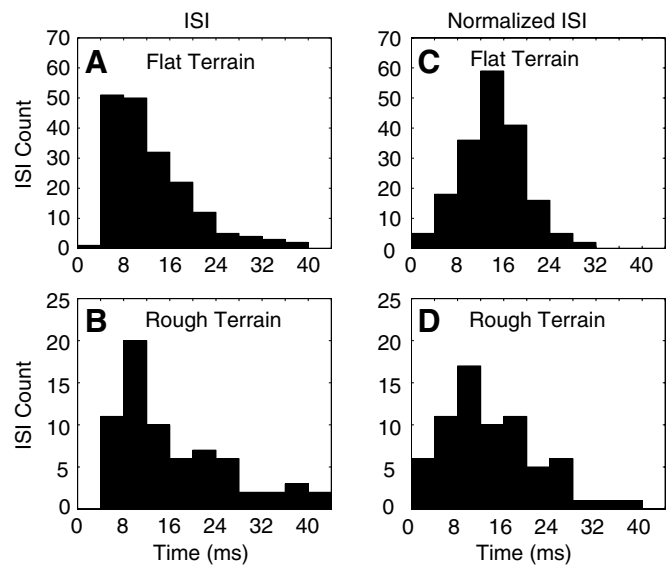 ISI
Normalized ISI
A
Flat Terrain
ISI Count
70
60
50
40
30
20
10
0
0 8 16 24 32 40
C
Flat Terrain
70
60
50
40
30
20
10
0
0 8 16 24 32 40
B
Rough Terrain
ISI Count
25
20
15
10
5
0
0 8 16 24 32 40
Time (ms)
D
Rough Terrain
25
20
15
10
5
0
0 8 16 24 32 40
Time (ms)